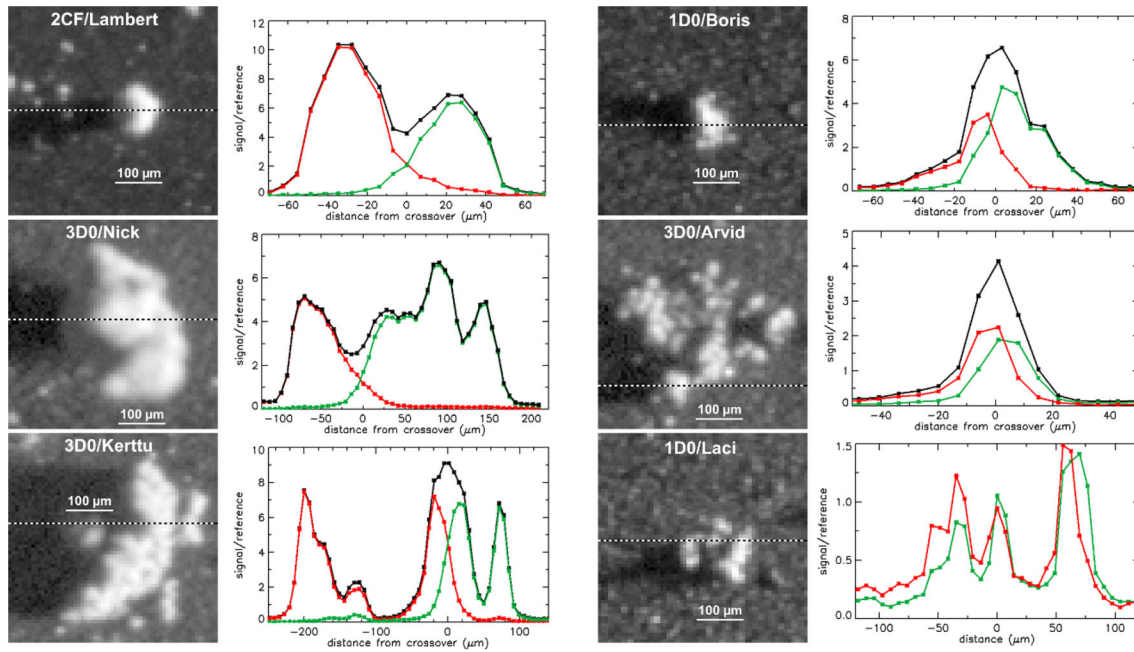 2CF/Lambert
100 µm
signal/reference
12
10
8
6
4
2
0
−60 −40 −20 0 20 40 60
distance from crossover (µm)
1D0/Boris
100 µm
signal/reference
8
6
4
2
0
−60 −40 −20 0 20 40 60
distance from crossover (µm)
3D0/Nick
100 µm
signal/reference
8
6
4
2
0
−100 −50 0 50 100 150 200
distance from crossover (µm)
3D0/Arvid
100 µm
signal/reference
5
4
3
2
1
0
−40 −20 0 20 40
distance from crossover (µm)
3D0/Kerttu
100 µm
signal/reference
10
8
6
4
2
0
−200 −100 0 100
distance from crossover (µm)
1D0/Laci
100 µm
signal/reference
1.5
1.0
0.5
0.0
−100 −50 0 50 100
distance (µm)